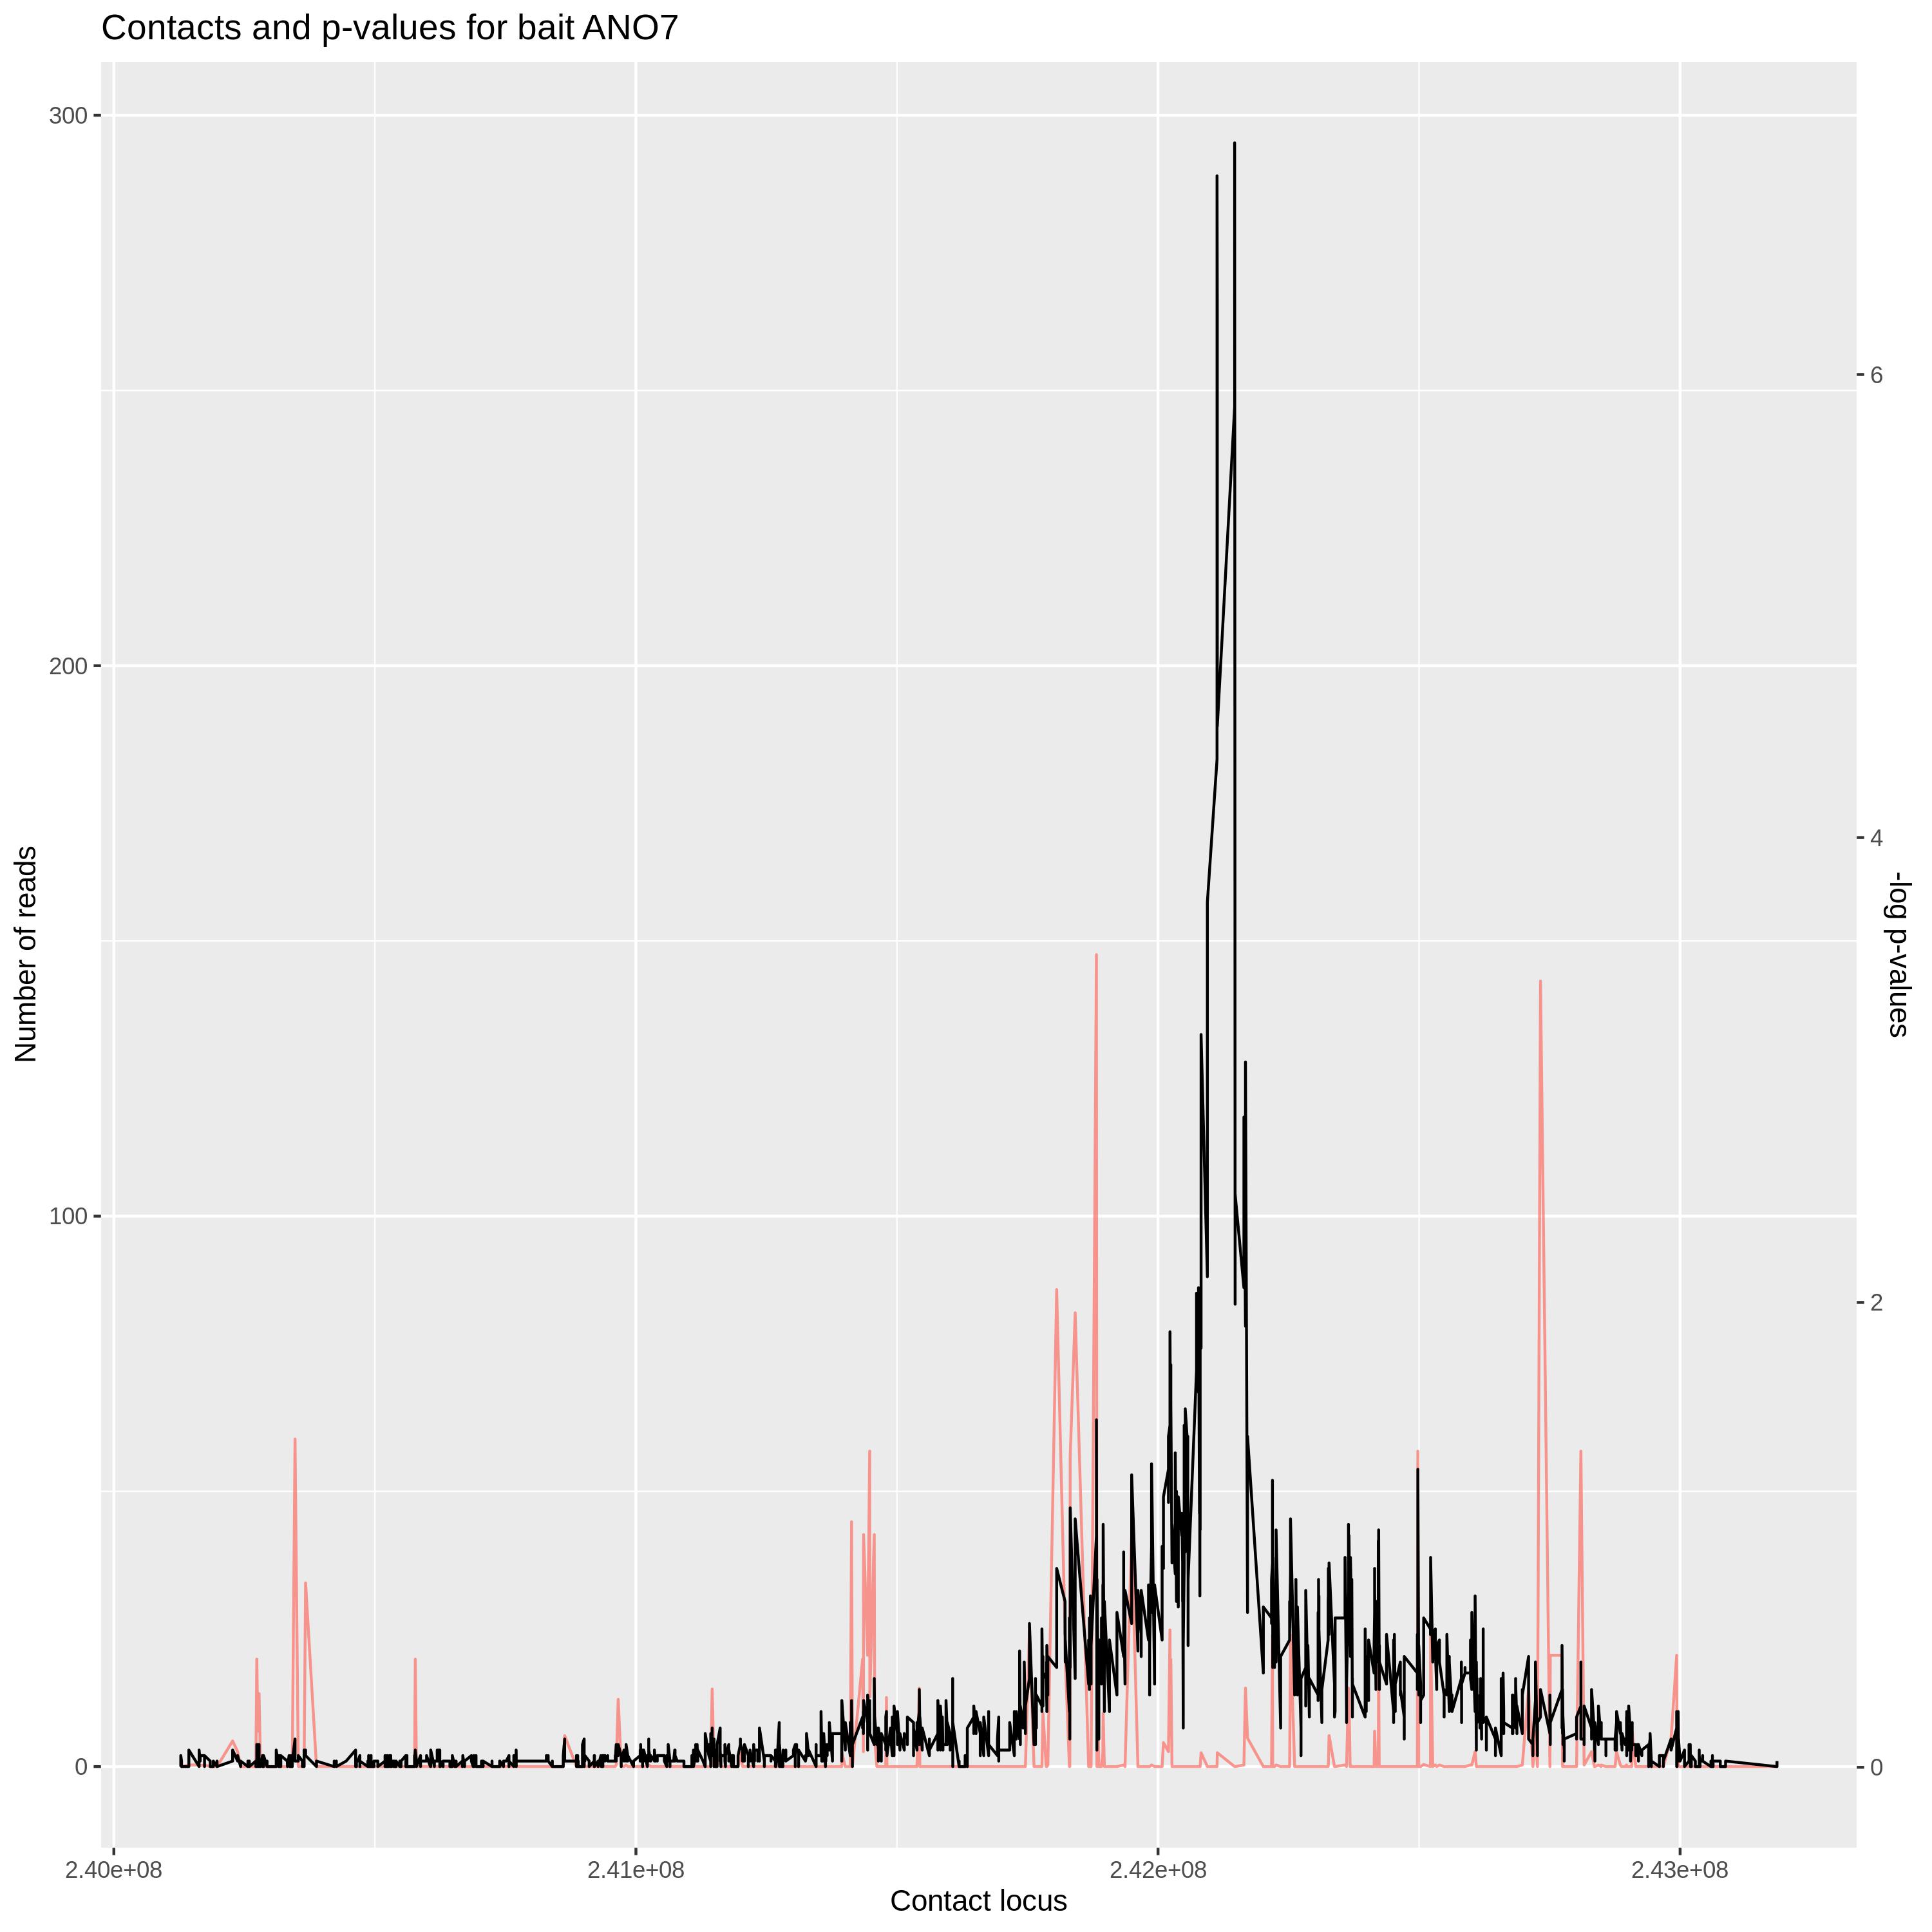 Contacts and p-values for bait ANO7
300
200
100
0
Number of reads
6
4
2
0
-log p-values
2.40e+08
2.41e+08
2.42e+08
2.43e+08
Contact locus